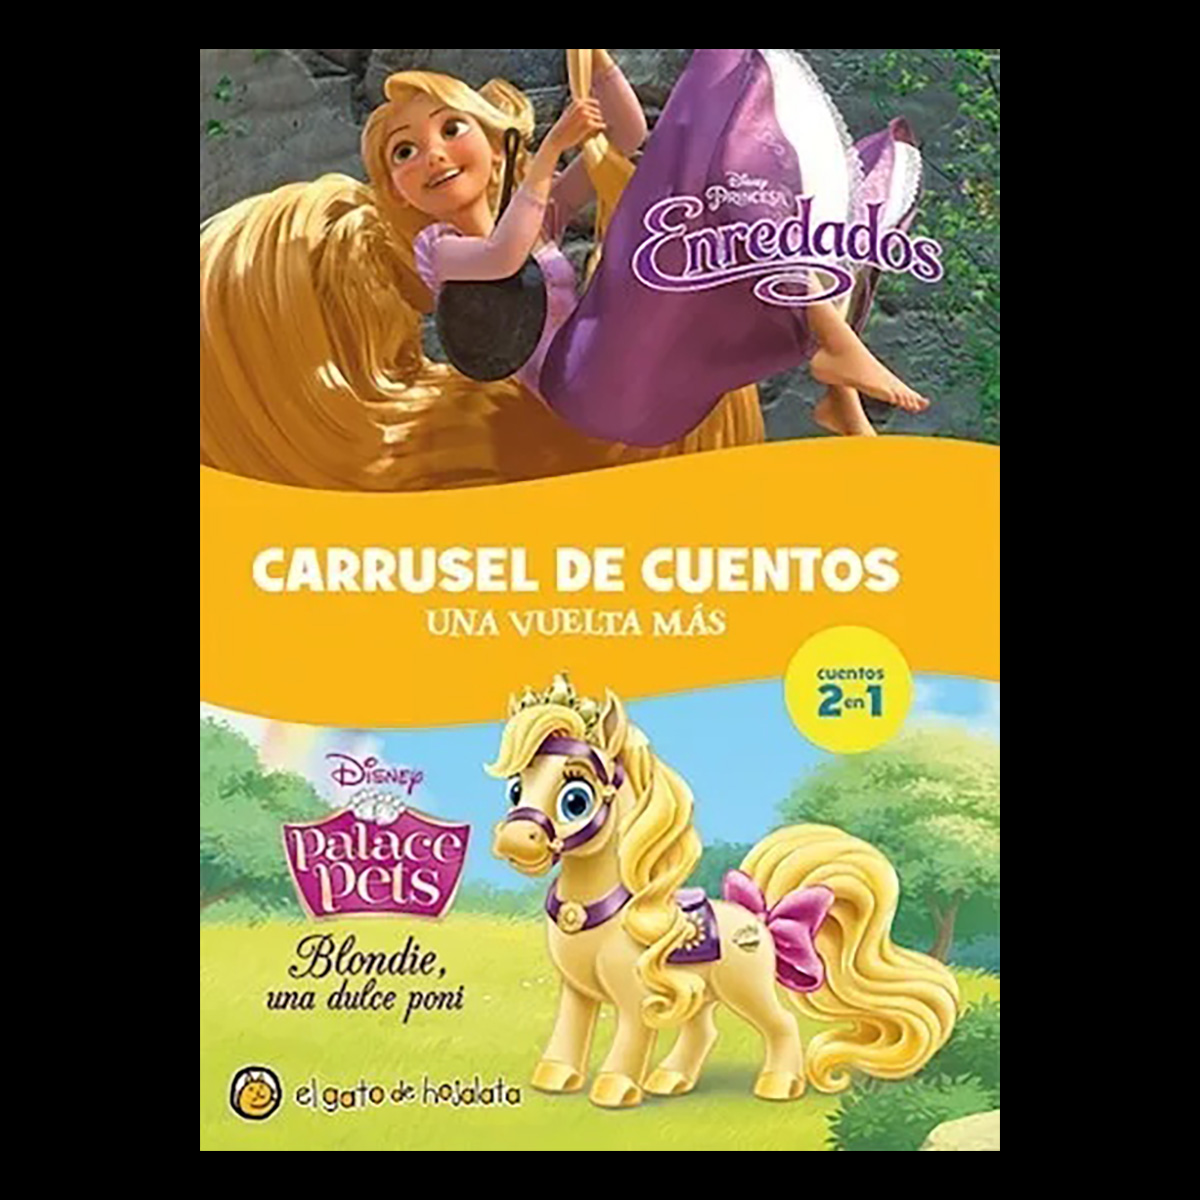 Disney
PRINCESA
Enredados
CARRUSEL DE CUENTOS
UNA VUELTA MÁS
cuentos
2 en 1
Disney
palace
pets
Blondie,
una dulce poni
el gato de hojalata